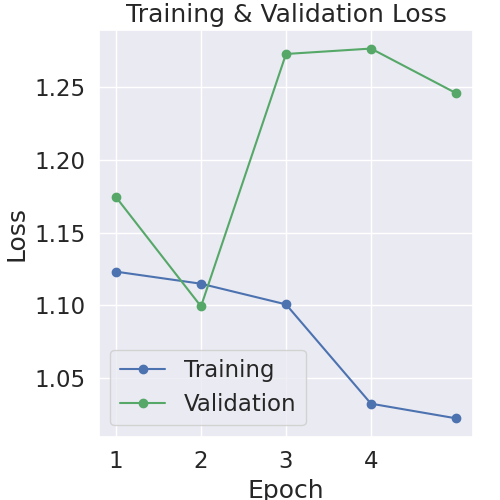 Training & Validation Loss
Loss
1.25
1.20
1.15
1.10
1.05
Training
Validation
1 2 3 4
Epoch